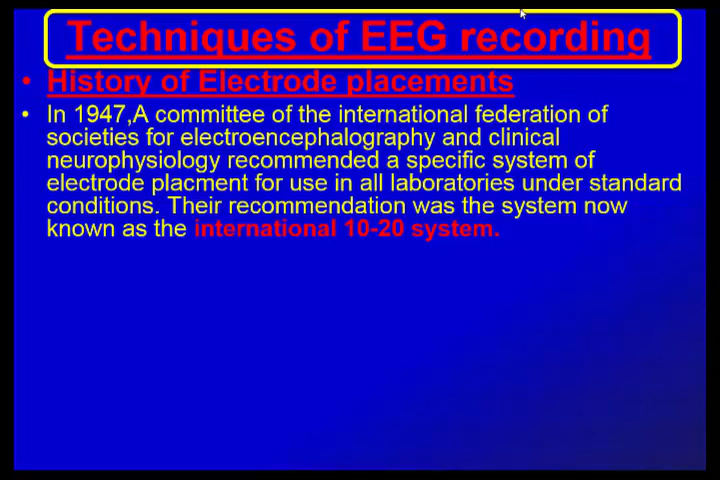 Techniques of EEG recording
• History of Electrode placements
• In 1947,A committee of the international federation of
societies for electroencephalography and clinical
neurophysiology recommended a specific system of
electrode placment for use in all laboratories under standard
conditions. Their recommendation was the system now
known as the international 10-20 system.